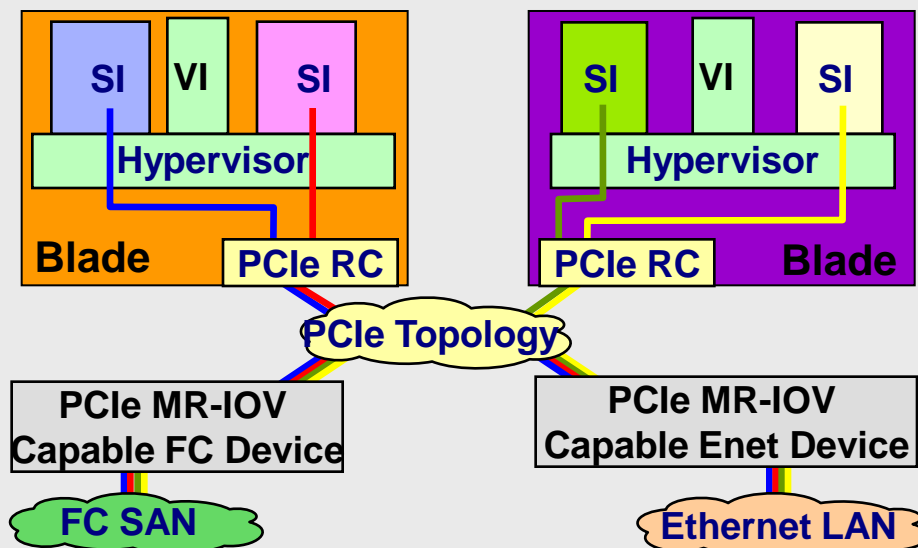 SI
VI
SI
Hypervisor
Blade
PCIe RC
SI
VI
SI
Hypervisor
PCIe RC
Blade
PCIe Topology
PCIe MR-IOV
Capable FC Device
PCIe MR-IOV
Capable Enet Device
FC SAN
Ethernet LAN